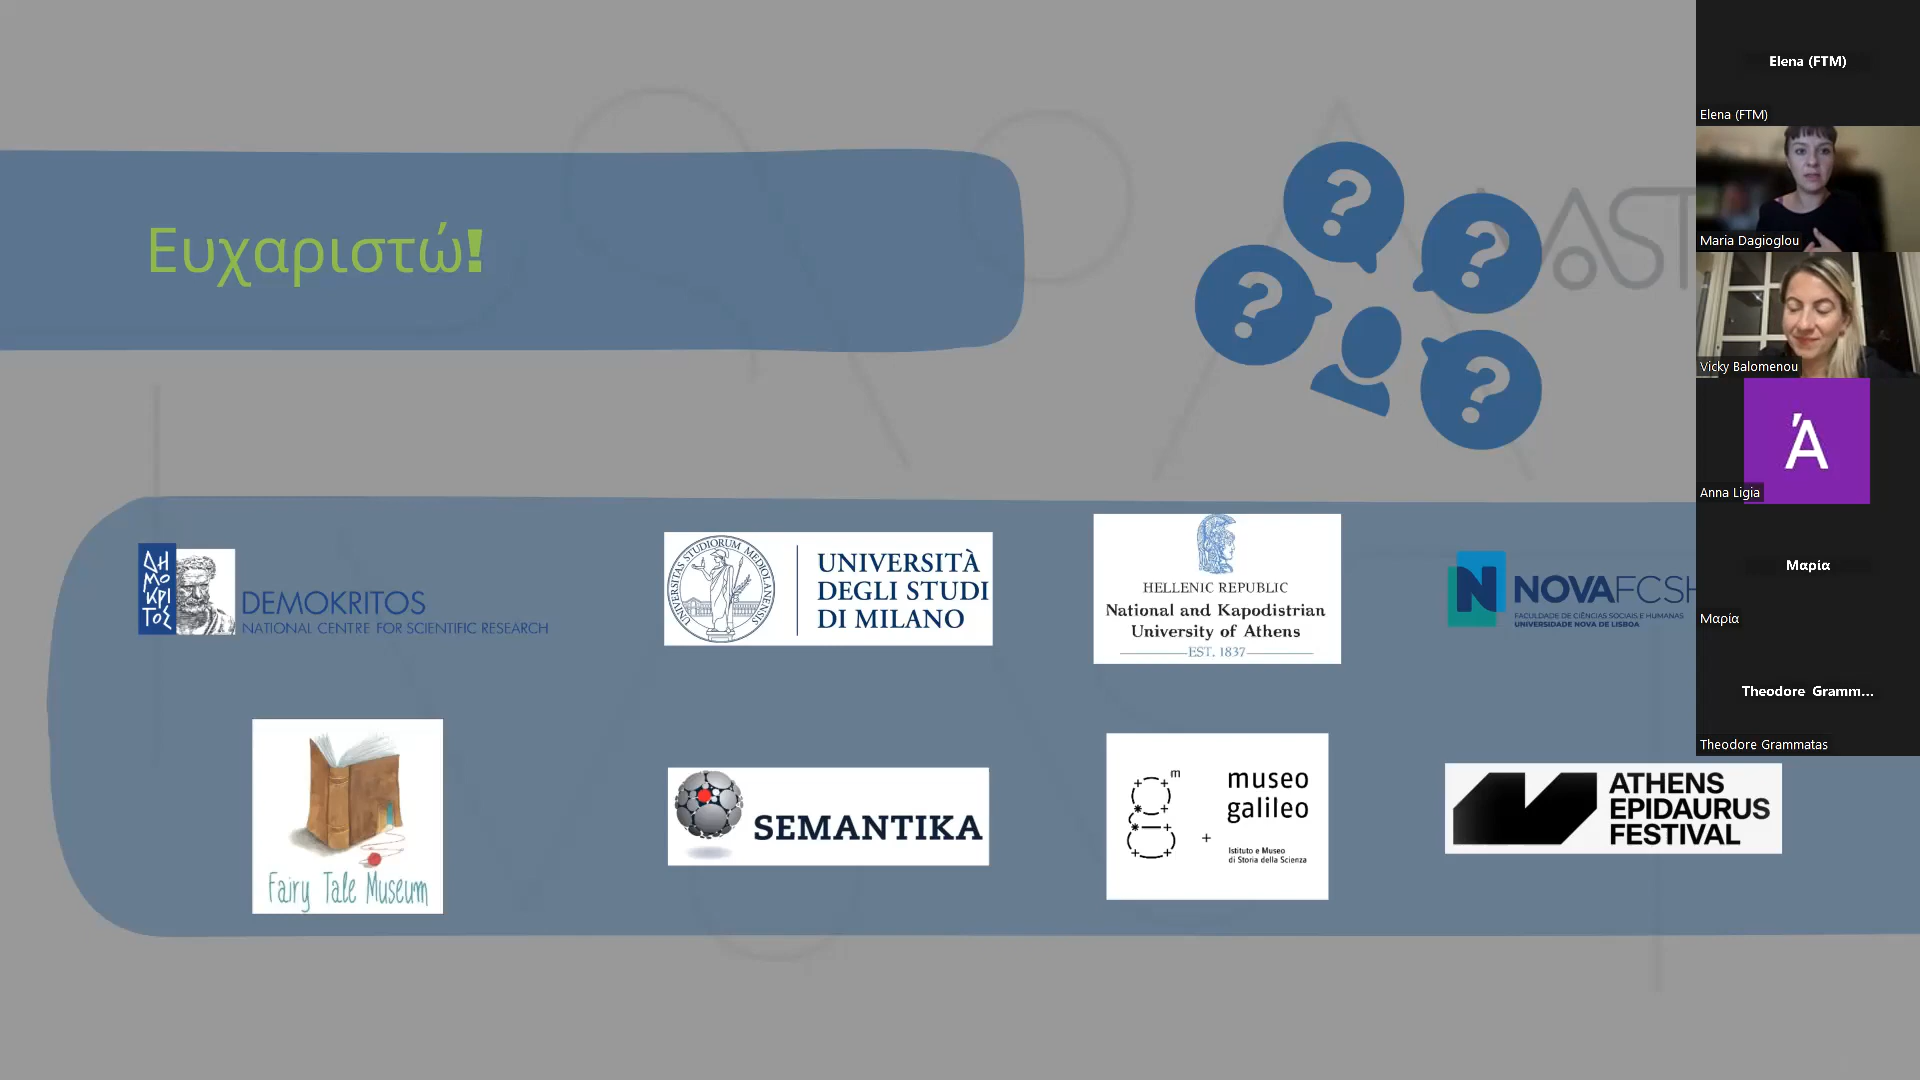 Ευχαριστώ!
ΔΗ
ΜΟ
ΚΡΙ
ΤΟΣ
DEMOKRITOS
NATIONAL CENTRE FOR SCIENTIFIC RESEARCH
UNIVERSITAS STUDIORUM MEDIOLANENSIS
UNIVERSITÀ
DEGLI STUDI
DI MILANO
HELLENIC REPUBLIC
National and Kapodistrian
University of Athens
EST. 1837
N NOVAFCSH
FACULDADE DE CIÊNCIAS SOCIAIS E HUMANAS
UNIVERSIDADE NOVA DE LISBOA
Fairy Tale Museum
SEMANTIKA
m
museo
galileo
Istituto e Museo
di Storia della Scienza
ATHENS
EPIDAURUS
FESTIVAL
Elena (FTM)
Elena (FTM)
Maria Dagioglou
Vicky Balomenou
Ά
Anna Ligia
Μαρία
Μαρία
Theodore Gramm...
Theodore Grammatas